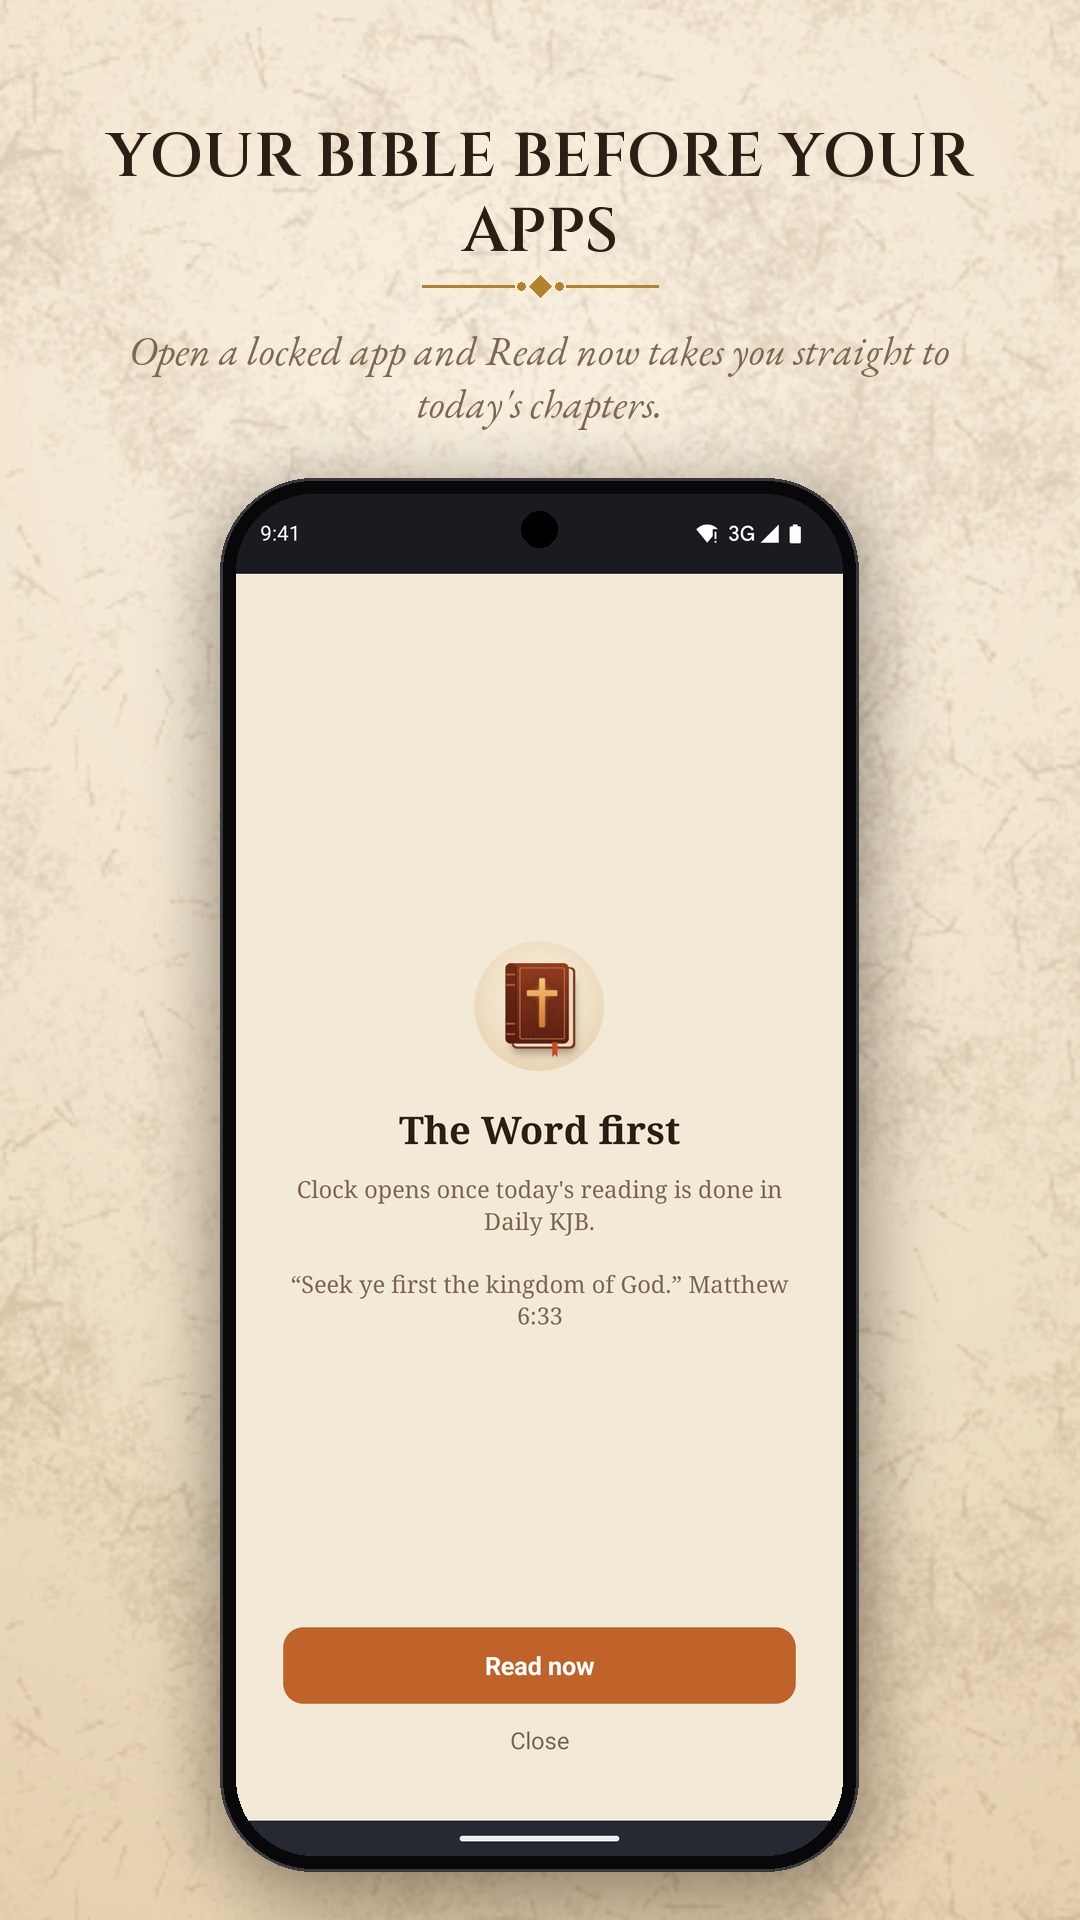 YOUR BIBLE BEFORE YOUR
APPS
Open a locked app and Read now takes you straight to
today's chapters.
9:41
3G
The Word first
Clock opens once today's reading is done in
Daily KJB.
“Seek ye first the kingdom of God.” Matthew
6:33
Read now
Close